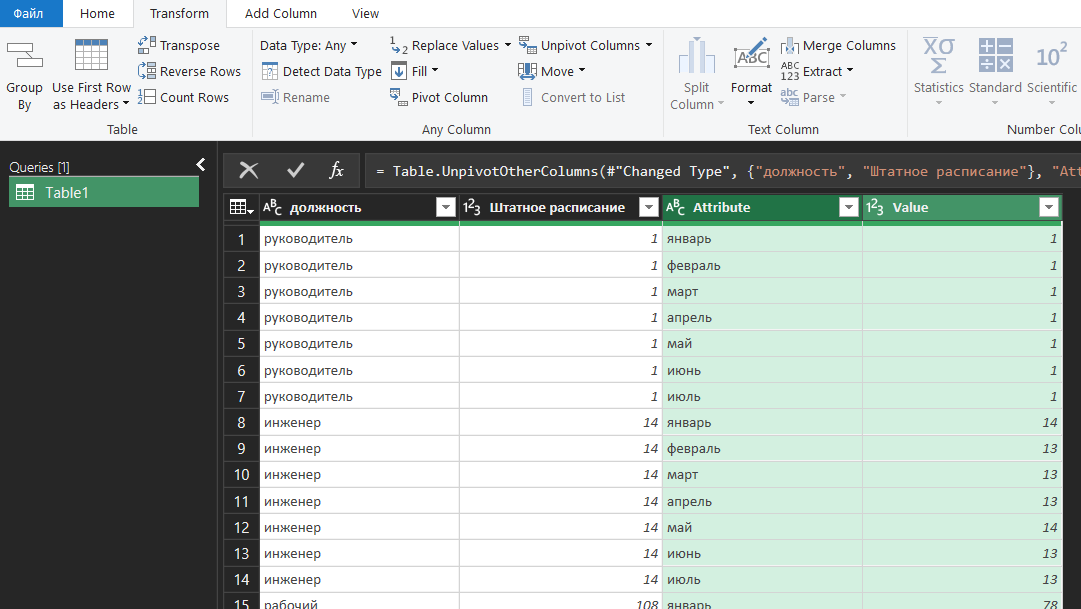 Файл Home Transform Add Column View
Group By
Use First Row as Headers
Transpose
Reverse Rows
Count Rows
Table
Data Type: Any
Detect Data Type
Rename
Replace Values
Fill
Pivot Column
Unpivot Columns
Move
Convert to List
Any Column
Split Column
Format
Merge Columns
Extract
Parse
Text Column
Statistics
Standard
Scientific
Number Colu
Queries [1]
Table1
fx = Table.UnpivotOtherColumns(#"Changed Type", {"должность", "Штатное расписание"}, "Att
должность Штатное расписание Attribute Value
1 руководитель 1 январь 1
2 руководитель 1 февраль 1
3 руководитель 1 март 1
4 руководитель 1 апрель 1
5 руководитель 1 май 1
6 руководитель 1 июнь 1
7 руководитель 1 июль 1
8 инженер 14 январь 14
9 инженер 14 февраль 13
10 инженер 14 март 13
11 инженер 14 апрель 13
12 инженер 14 май 14
13 инженер 14 июнь 13
14 инженер 14 июль 13
15 рабочий 108 январь 78